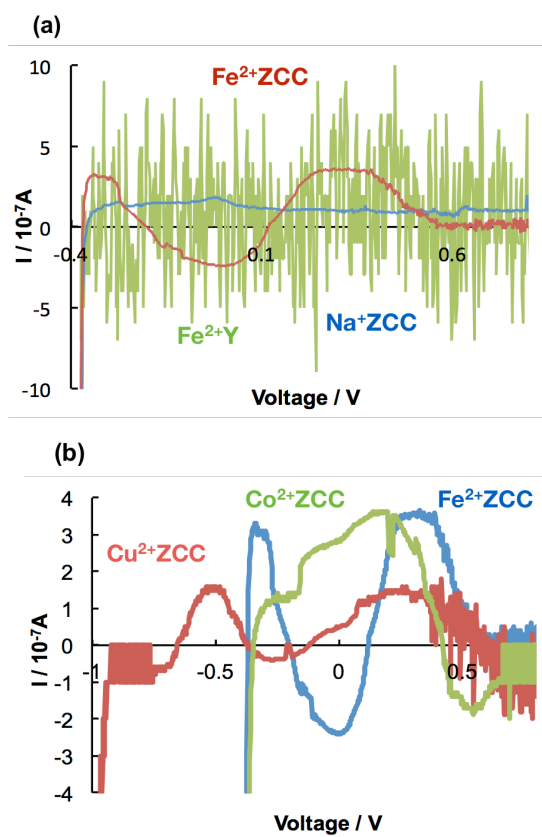 (a)
Fe²⁺ZCC
10
5
0
-5
-10
I / 10⁻⁷A
-0.4
0.1
0.6
Fe²⁺Y
Na⁺ZCC
Voltage / V
(b)
Co²⁺ZCC
Fe²⁺ZCC
Cu²⁺ZCC
4
3
2
1
0
-1
-2
-3
-4
I / 10⁻⁷A
-1
-0.5
0
0.5
Voltage / V